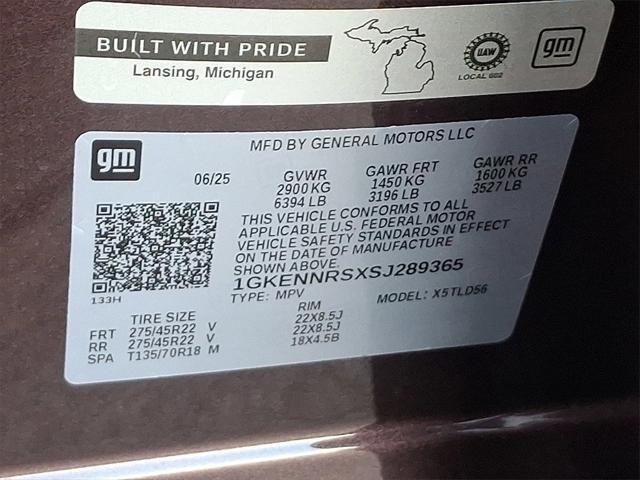 BUILT WITH PRIDE
Lansing, Michigan
UAW
LOCAL 602
gm
gm
MFD BY GENERAL MOTORS LLC
06/25 GVWR GAWR FRT GAWR RR
2900 KG 1450 KG 1600 KG
6394 LB 3196 LB 3527 LB
THIS VEHICLE CONFORMS TO ALL
APPLICABLE U.S. FEDERAL MOTOR
VEHICLE SAFETY STANDARDS IN EFFECT
ON THE DATE OF MANUFACTURE
SHOWN ABOVE.
1GKENNRSXSJ289365
133H
TYPE: MPV MODEL: X5TLD56
TIRE SIZE RIM
FRT 275/45R22 V 22X8.5J
RR 275/45R22 V 22X8.5J
SPA T135/70R18 M 18X4.5B